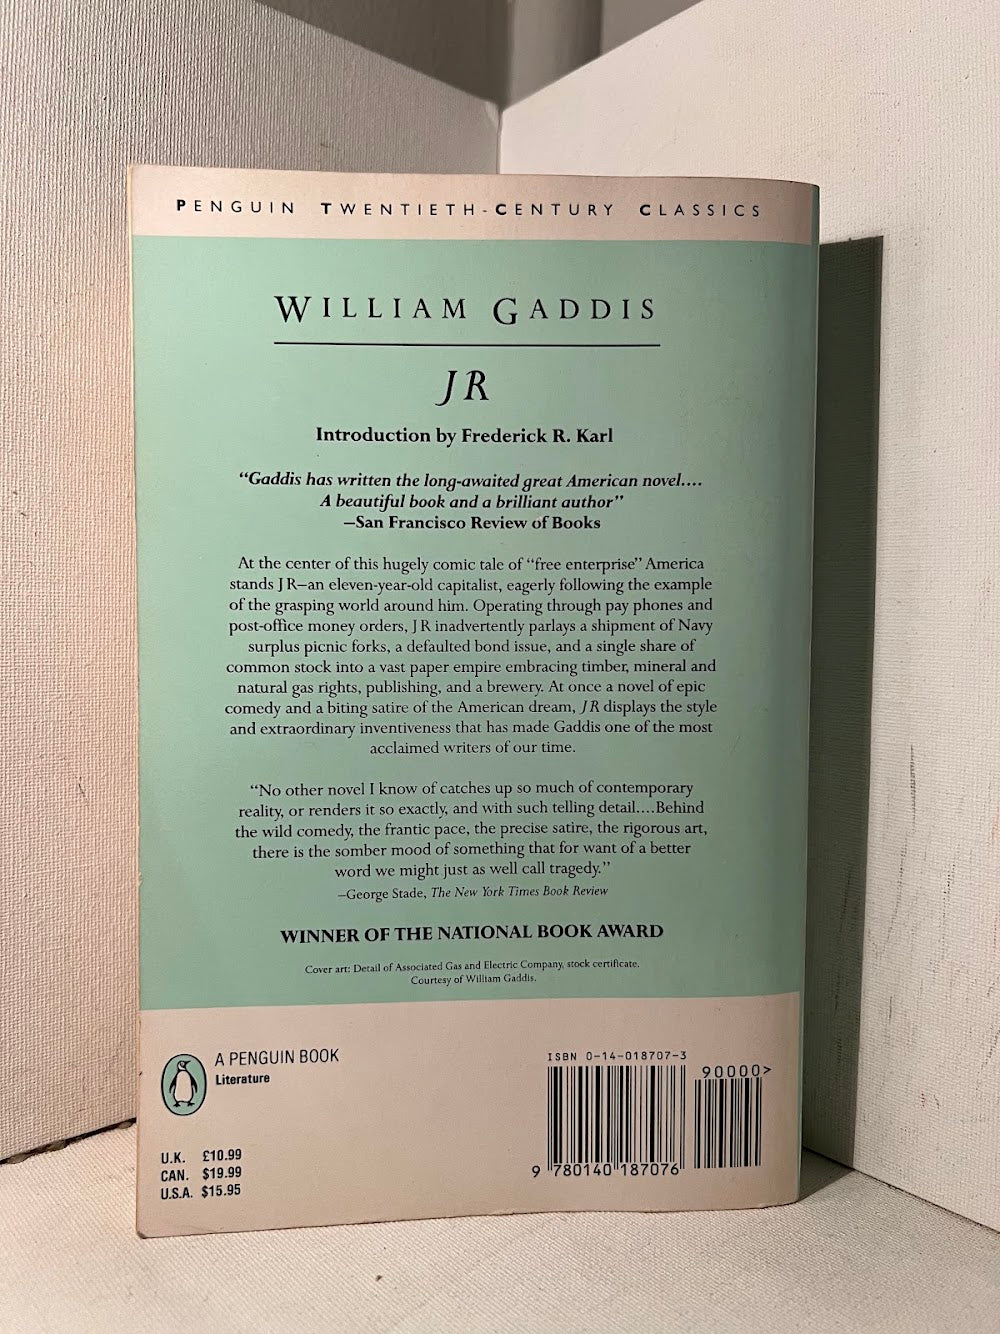 PENGUIN TWENTIETH-CENTURY CLASSICS
WILLIAM GADDIS
JR
Introduction by Frederick R. Karl
“Gaddis has written the long-awaited great American novel....
A beautiful book and a brilliant author”
—San Francisco Review of Books
At the center of this hugely comic tale of “free enterprise” America
stands JR—an eleven-year-old capitalist, eagerly following the example
of the grasping world around him. Operating through pay phones and
post-office money orders, JR inadvertently parlays a shipment of Navy
surplus picnic forks, a defaulted bond issue, and a single share of
common stock into a vast paper empire embracing timber, mineral and
natural gas rights, publishing, and a brewery. At once a novel of epic
comedy and a biting satire of the American dream, JR displays the style
and extraordinary inventiveness that has made Gaddis one of the most
acclaimed writers of our time.
“No other novel I know of catches up so much of contemporary
reality, or renders it so exactly, and with such telling detail....Behind
the wild comedy, the frantic pace, the precise satire, the rigorous art,
there is the somber mood of something that for want of a better
word we might just as well call tragedy.”
—George Stade, The New York Times Book Review
WINNER OF THE NATIONAL BOOK AWARD
Cover art: Detail of Associated Gas and Electric Company, stock certificate.
Courtesy of William Gaddis.
A PENGUIN BOOK
Literature
U.K. £10.99
CAN. $19.99
U.S.A. $15.95
ISBN 0-14-018707-3
90000>
9 780140 187076